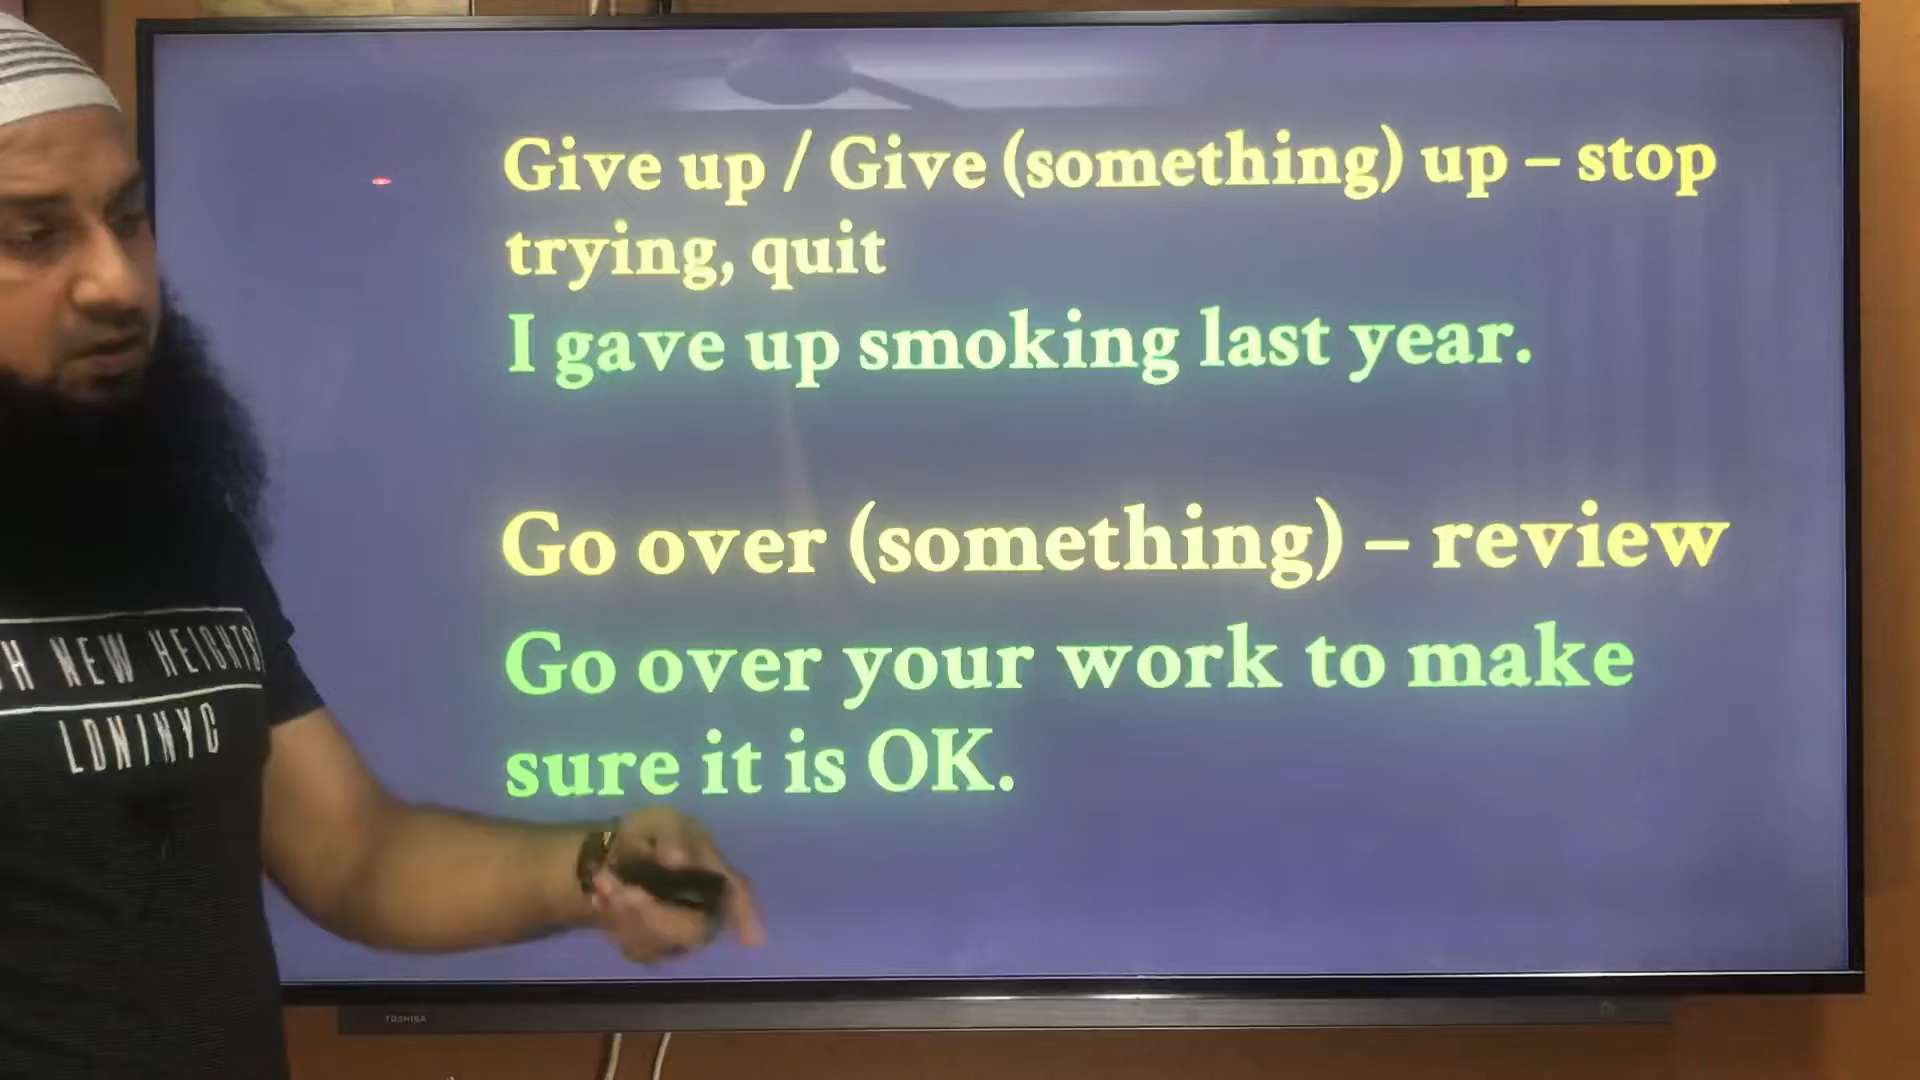 Give up / Give (something) up – stop
trying, quit
I gave up smoking last year.
Go over (something) – review
Go over your work to make
sure it is OK.
H NEW HEIGHTS
LDN/NYC
TOSHIBA